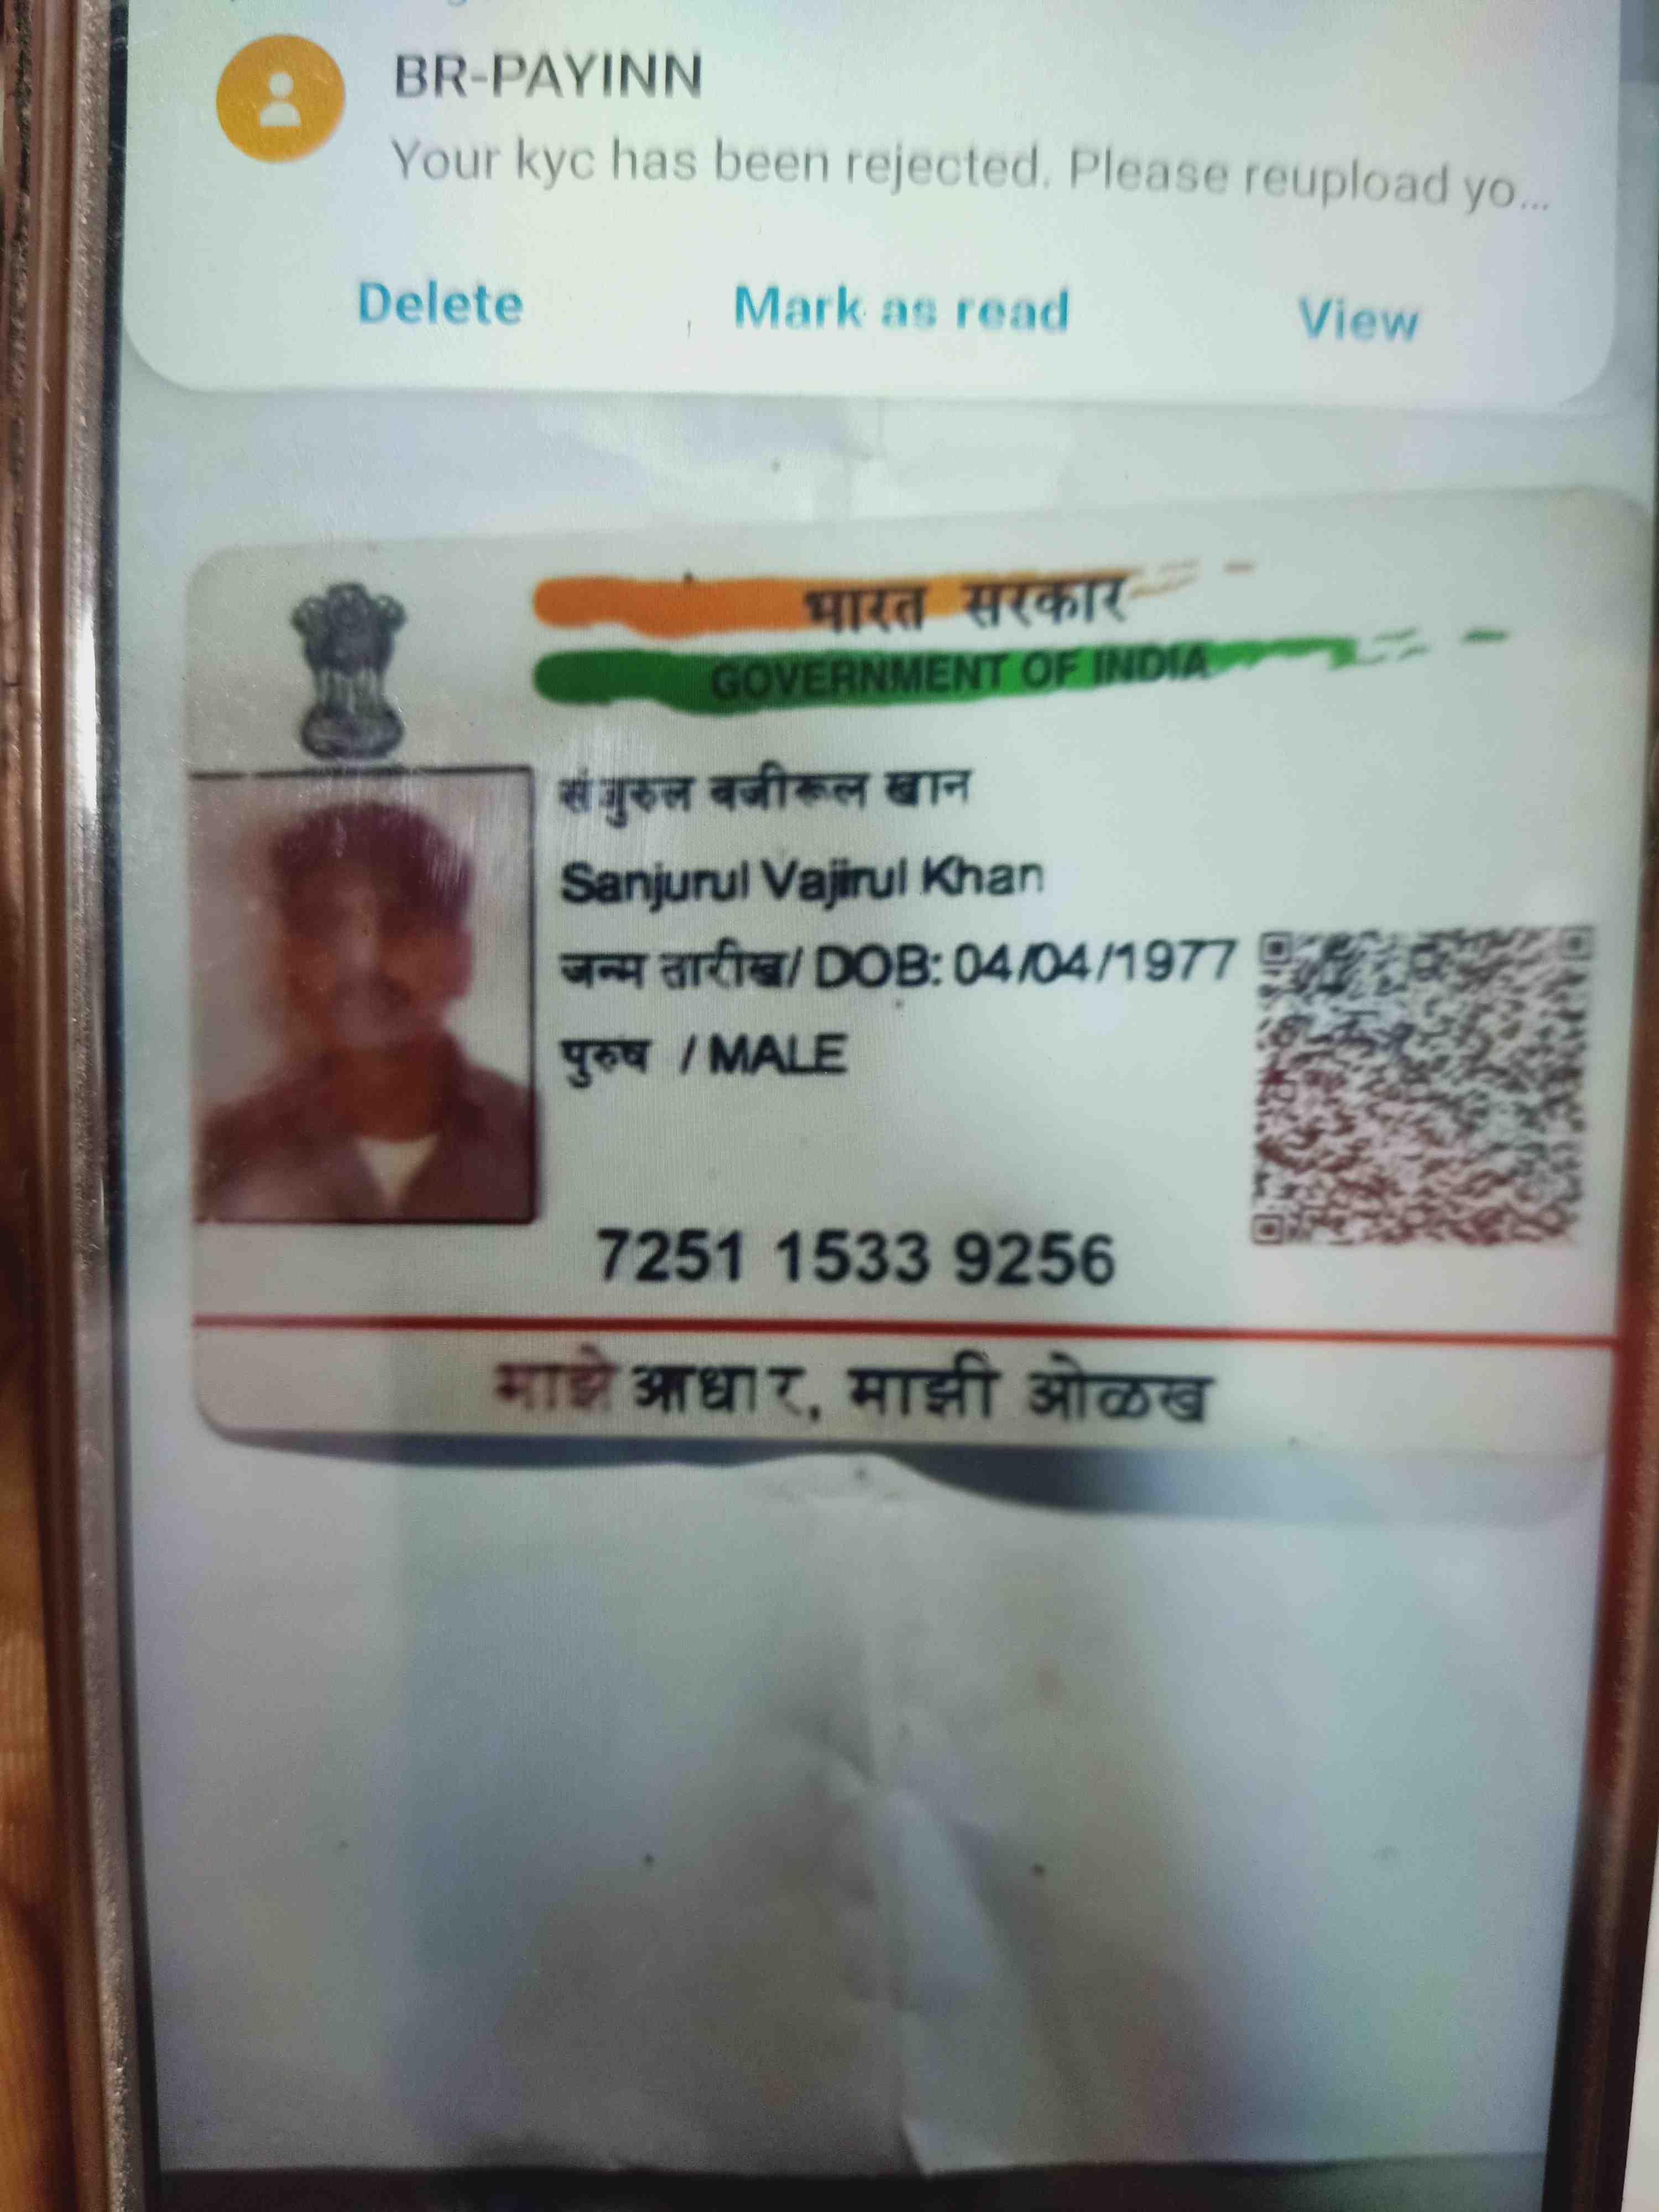 BR-PAYINN
Your kyc has been rejected. Please reupload yo...
Delete
Mark as read
View
भारत सरकार
GOVERNMENT OF INDIA
वजीरूल खान
Sanjurul Vajirul Khan
जन्म तारीख/ DOB: 04/04/1977
पुरुष / MALE
7251 1533 9256
माझे आधार, माझी ओळख